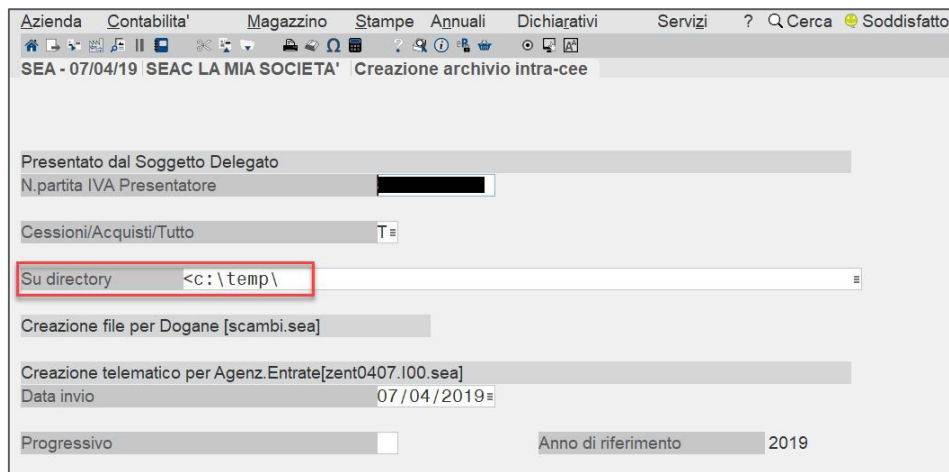 Azienda Contabilita' Magazzino Stampe Annuali Dichiarativi Servizi ? Cerca Soddisfatto
SEA - 07/04/19 SEAC LA MIA SOCIETA' Creazione archivio intra-cee
Presentato dal Soggetto Delegato
N.partita IVA Presentatore
Cessioni/Acquisti/Tutto T
Su directory <c:\temp\
Creazione file per Dogane [scambi.sea]
Creazione telematico per Agenz.Entrate[zent0407.I00.sea]
Data invio 07/04/2019
Progressivo Anno di riferimento 2019